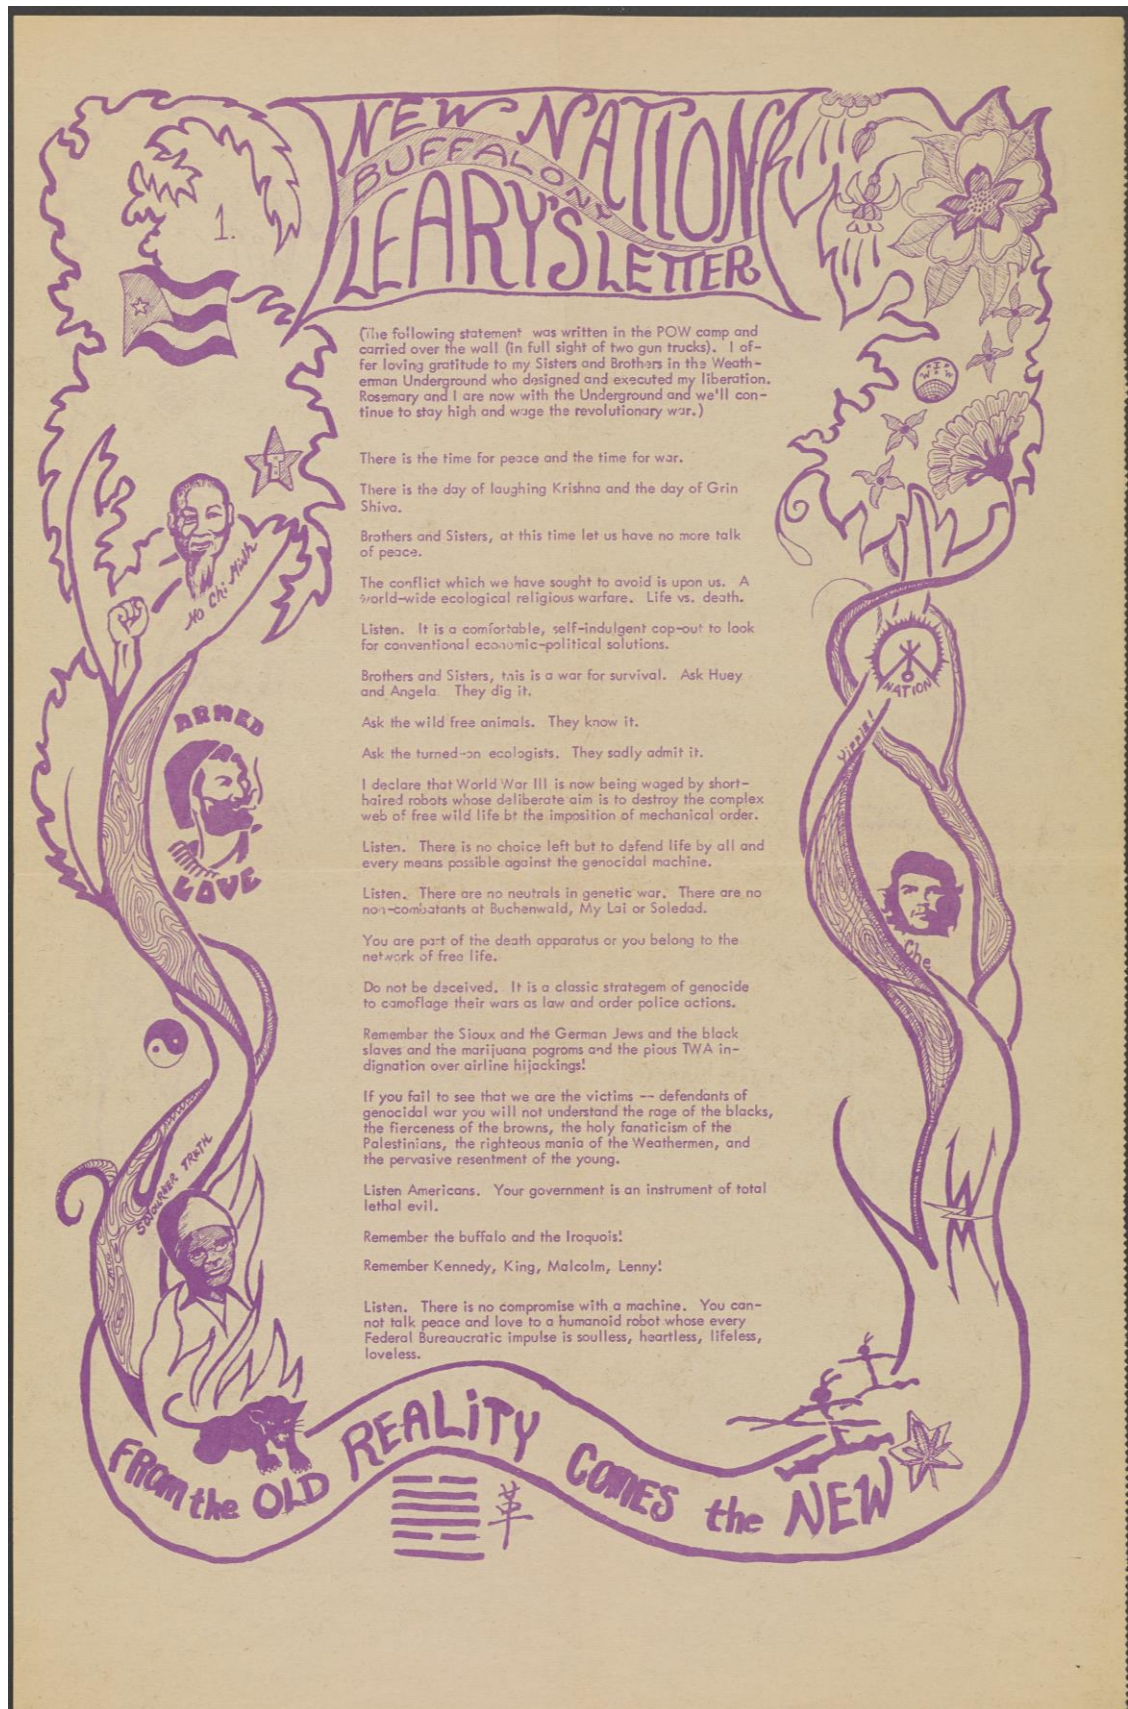 NEW NATION
BUFFALO NY
LEARY'S LETTER
1.
(The following statement was written in the POW camp and
carried over the wall (in full sight of two gun trucks). I of-
fer loving gratitude to my Sisters and Brothers in the Weath-
erman Underground who designed and executed my liberation.
Rosemary and I are now with the Underground and we'll con-
tinue to stay high and wage the revolutionary war.)
There is the time for peace and the time for war.
There is the day of laughing Krishna and the day of Grin
Shiva.
Brothers and Sisters, at this time let us have no more talk
of peace.
The conflict which we have sought to avoid is upon us. A
world-wide ecological religious warfare. Life vs. death.
Listen. It is a comfortable, self-indulgent cop-out to look
for conventional economic-political solutions.
Brothers and Sisters, this is a war for survival. Ask Huey
and Angela. They dig it.
Ask the wild free animals. They know it.
Ask the turned-on ecologists. They sadly admit it.
I declare that World War III is now being waged by short-
haired robots whose deliberate aim is to destroy the complex
web of free wild life bt the imposition of mechanical order.
Listen. There is no choice left but to defend life by all and
every means possible against the genocidal machine.
Listen. There are no neutrals in genetic war. There are no
non-combatants at Buchenwald, My Lai or Soledad.
You are part of the death apparatus or you belong to the
network of free life.
Do not be deceived. It is a classic strategem of genocide
to camoflage their wars as law and order police actions.
Remember the Sioux and the German Jews and the black
slaves and the marijuana pogroms and the pious TWA in-
dignation over airline hijackings!
If you fail to see that we are the victims -- defendants of
genocidal war you will not understand the rage of the blacks,
the fierceness of the browns, the holy fanaticism of the
Palestinians, the righteous mania of the Weathermen, and
the pervasive resentment of the young.
Listen Americans. Your government is an instrument of total
lethal evil.
Remember the buffalo and the Iroquois!
Remember Kennedy, King, Malcolm, Lenny!
Listen. There is no compromise with a machine. You can-
not talk peace and love to a humanoid robot whose every
Federal Bureaucratic impulse is soulless, heartless, lifeless,
loveless.
Ho Chi Minh
ARMED
LOVE
SOJOURNER TRUTH
NATION
Yippie!
Che
W
M
FROM the OLD REALITY COMES the NEW
革